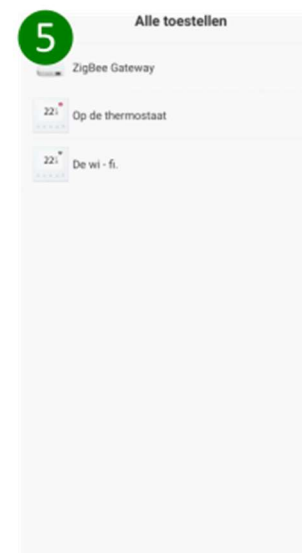 5
Alle toestellen
ZigBee Gateway
22
Op de thermostaat
22
De wi - fi.